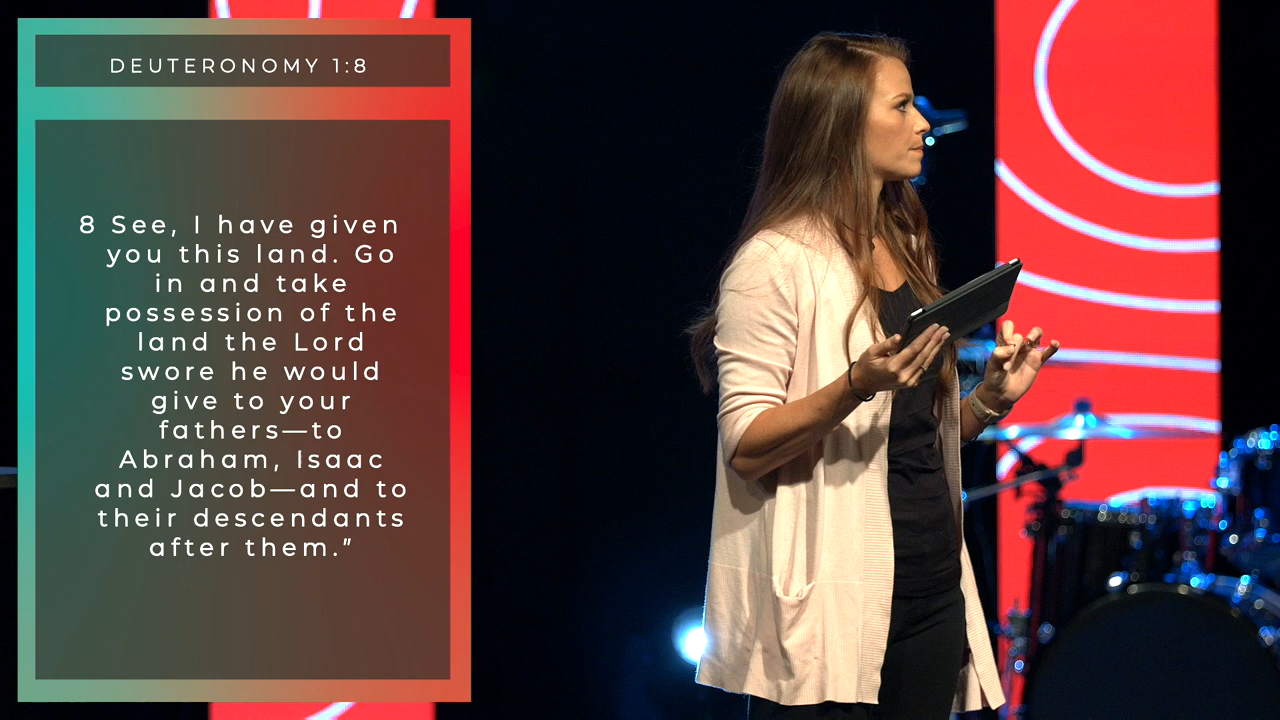 DEUTERONOMY 1:8
8 See, I have given
you this land. Go
in and take
possession of the
land the Lord
swore he would
give to your
fathers—to
Abraham, Isaac
and Jacob—and to
their descendants
after them.”